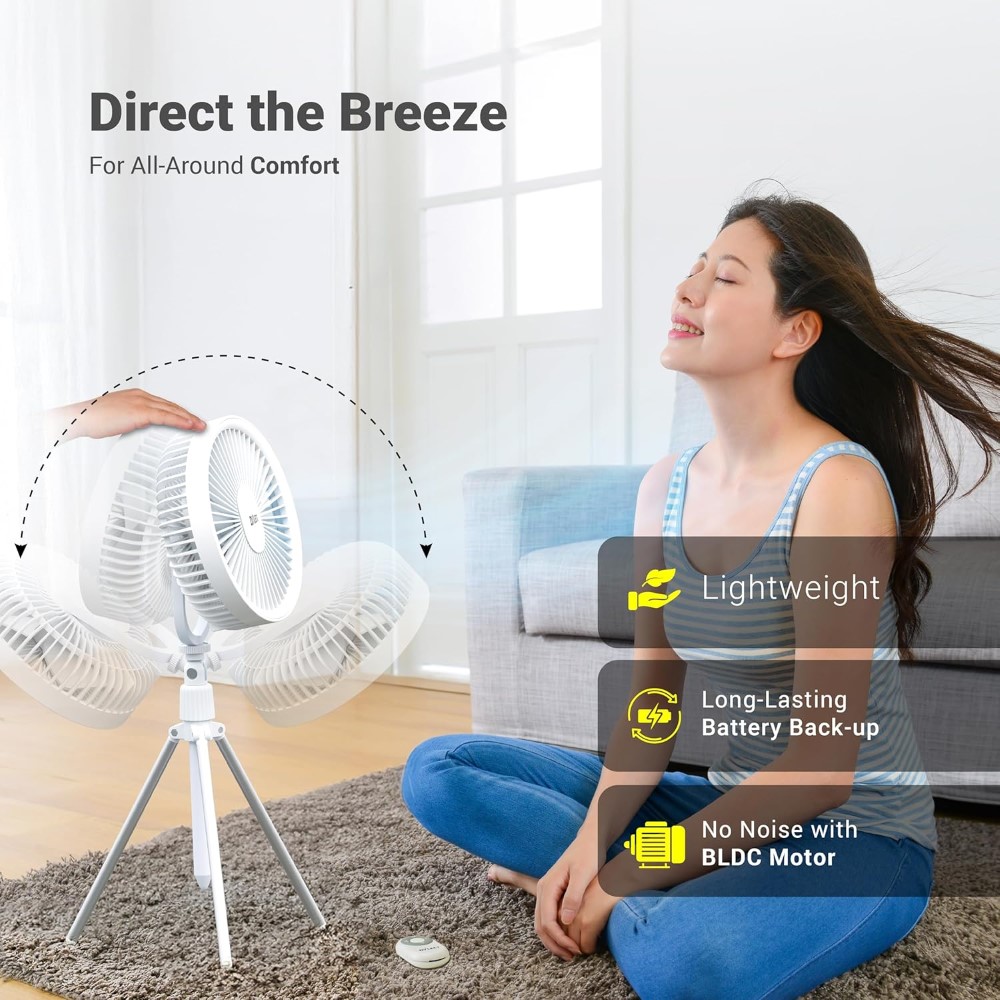 Direct the Breeze
For All-Around Comfort
Lightweight
Long-Lasting
Battery Back-up
No Noise with
BLDC Motor